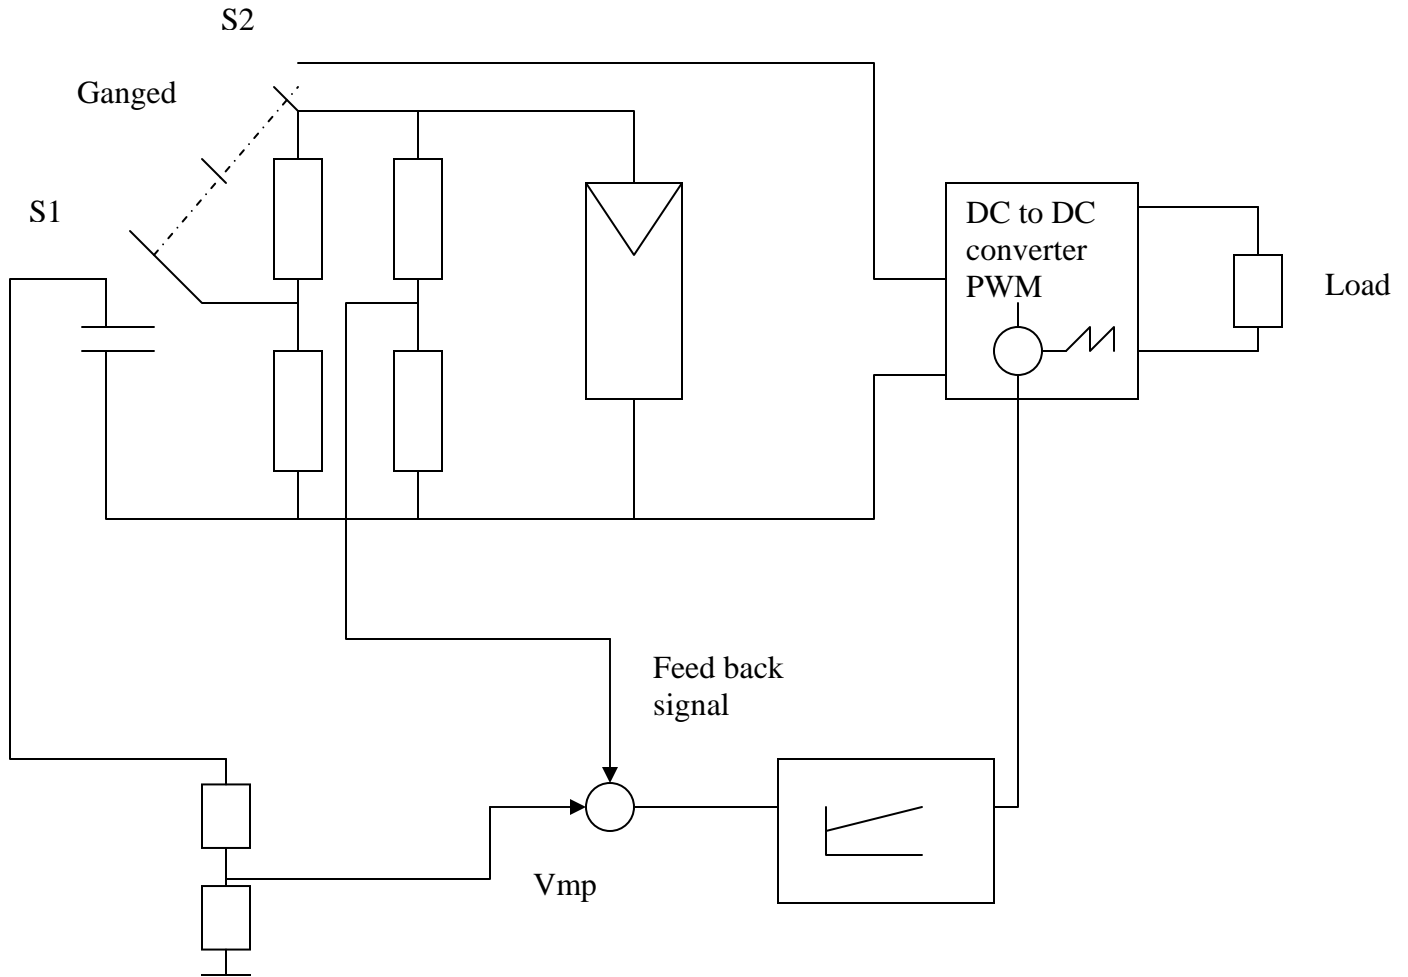 S2
Ganged
S1
DC to DC
converter
PWM
Load
Feed back
signal
Vmp